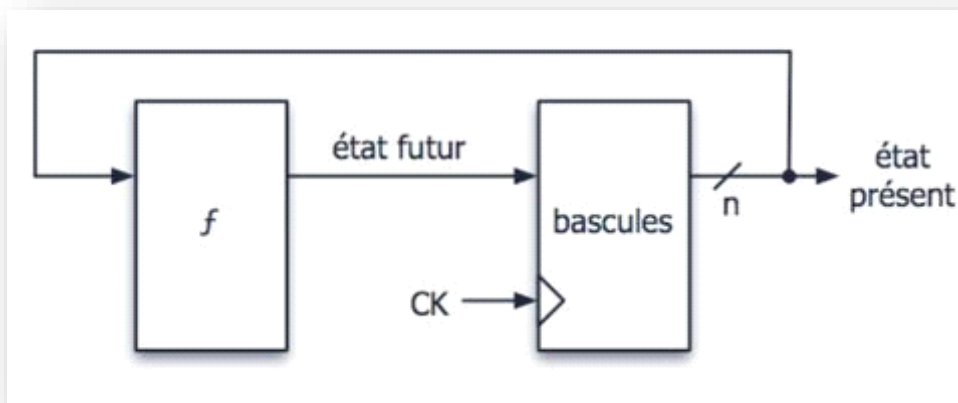 état futur
f
bascules
n
état
présent
CK